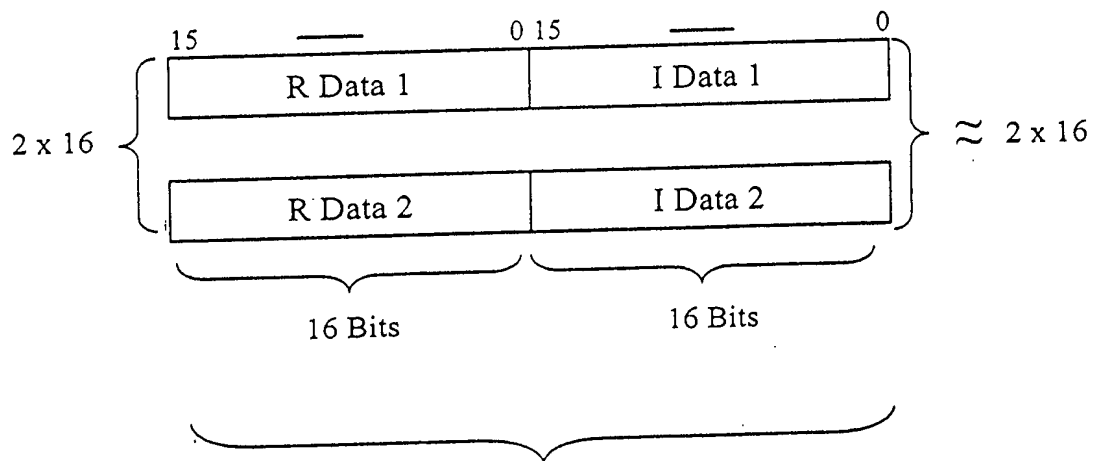 15 0 15 0
R Data 1 I Data 1
2 x 16 ≈ 2 x 16
R Data 2 I Data 2
16 Bits 16 Bits